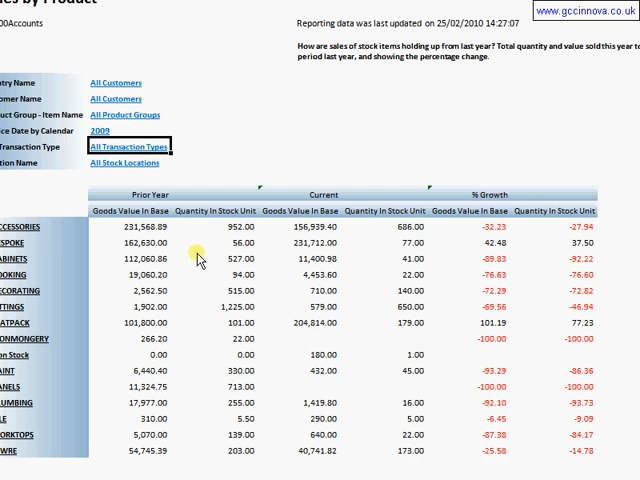 es by Product
www.gccinnova.co.uk
00Accounts
Reporting data was last updated on 25/02/2010 14:27:07
How are sales of stock items holding up from last year? Total quantity and value sold this year to
period last year, and showing the percentage change.
ntry Name All Customers
omer Name All Customers
duct Group - Item Name All Product Groups
ice Date by Calendar 2009
Transaction Type All Transaction Types
ation Name All Stock Locations
Prior Year Current % Growth
Goods Value In Base Quantity In Stock Unit Goods Value In Base Quantity In Stock Unit Goods Value In Base Quantity In Stock Unit
CCESSORIES 231,568.89 952.00 156,939.40 686.00 -32.23 -27.94
ESPOKE 162,630.00 56.00 231,712.00 77.00 42.48 37.50
ABINETS 112,060.86 527.00 11,400.98 41.00 -89.83 -92.22
OOKING 19,060.20 94.00 4,453.60 22.00 -76.63 -76.60
ECORATING 2,562.50 515.00 710.00 140.00 -72.29 -72.82
TTINGS 1,902.00 1,225.00 579.00 650.00 -69.56 -46.94
ATPACK 101,800.00 101.00 204,814.00 179.00 101.19 77.23
ONMONGERY 266.20 22.00 -100.00 -100.00
on Stock 0.00 0.00 180.00 1.00
AINT 6,440.40 330.00 432.00 45.00 -93.29 -86.36
ANELS 11,324.75 713.00 -100.00 -100.00
LUMBING 17,977.00 255.00 1,419.80 16.00 -92.10 -93.73
LE 310.00 5.50 290.00 5.00 -6.45 -9.09
ORKTOPS 5,070.00 139.00 640.00 22.00 -87.38 -84.17
WRE 54,745.39 203.00 40,741.82 173.00 -25.58 -14.78